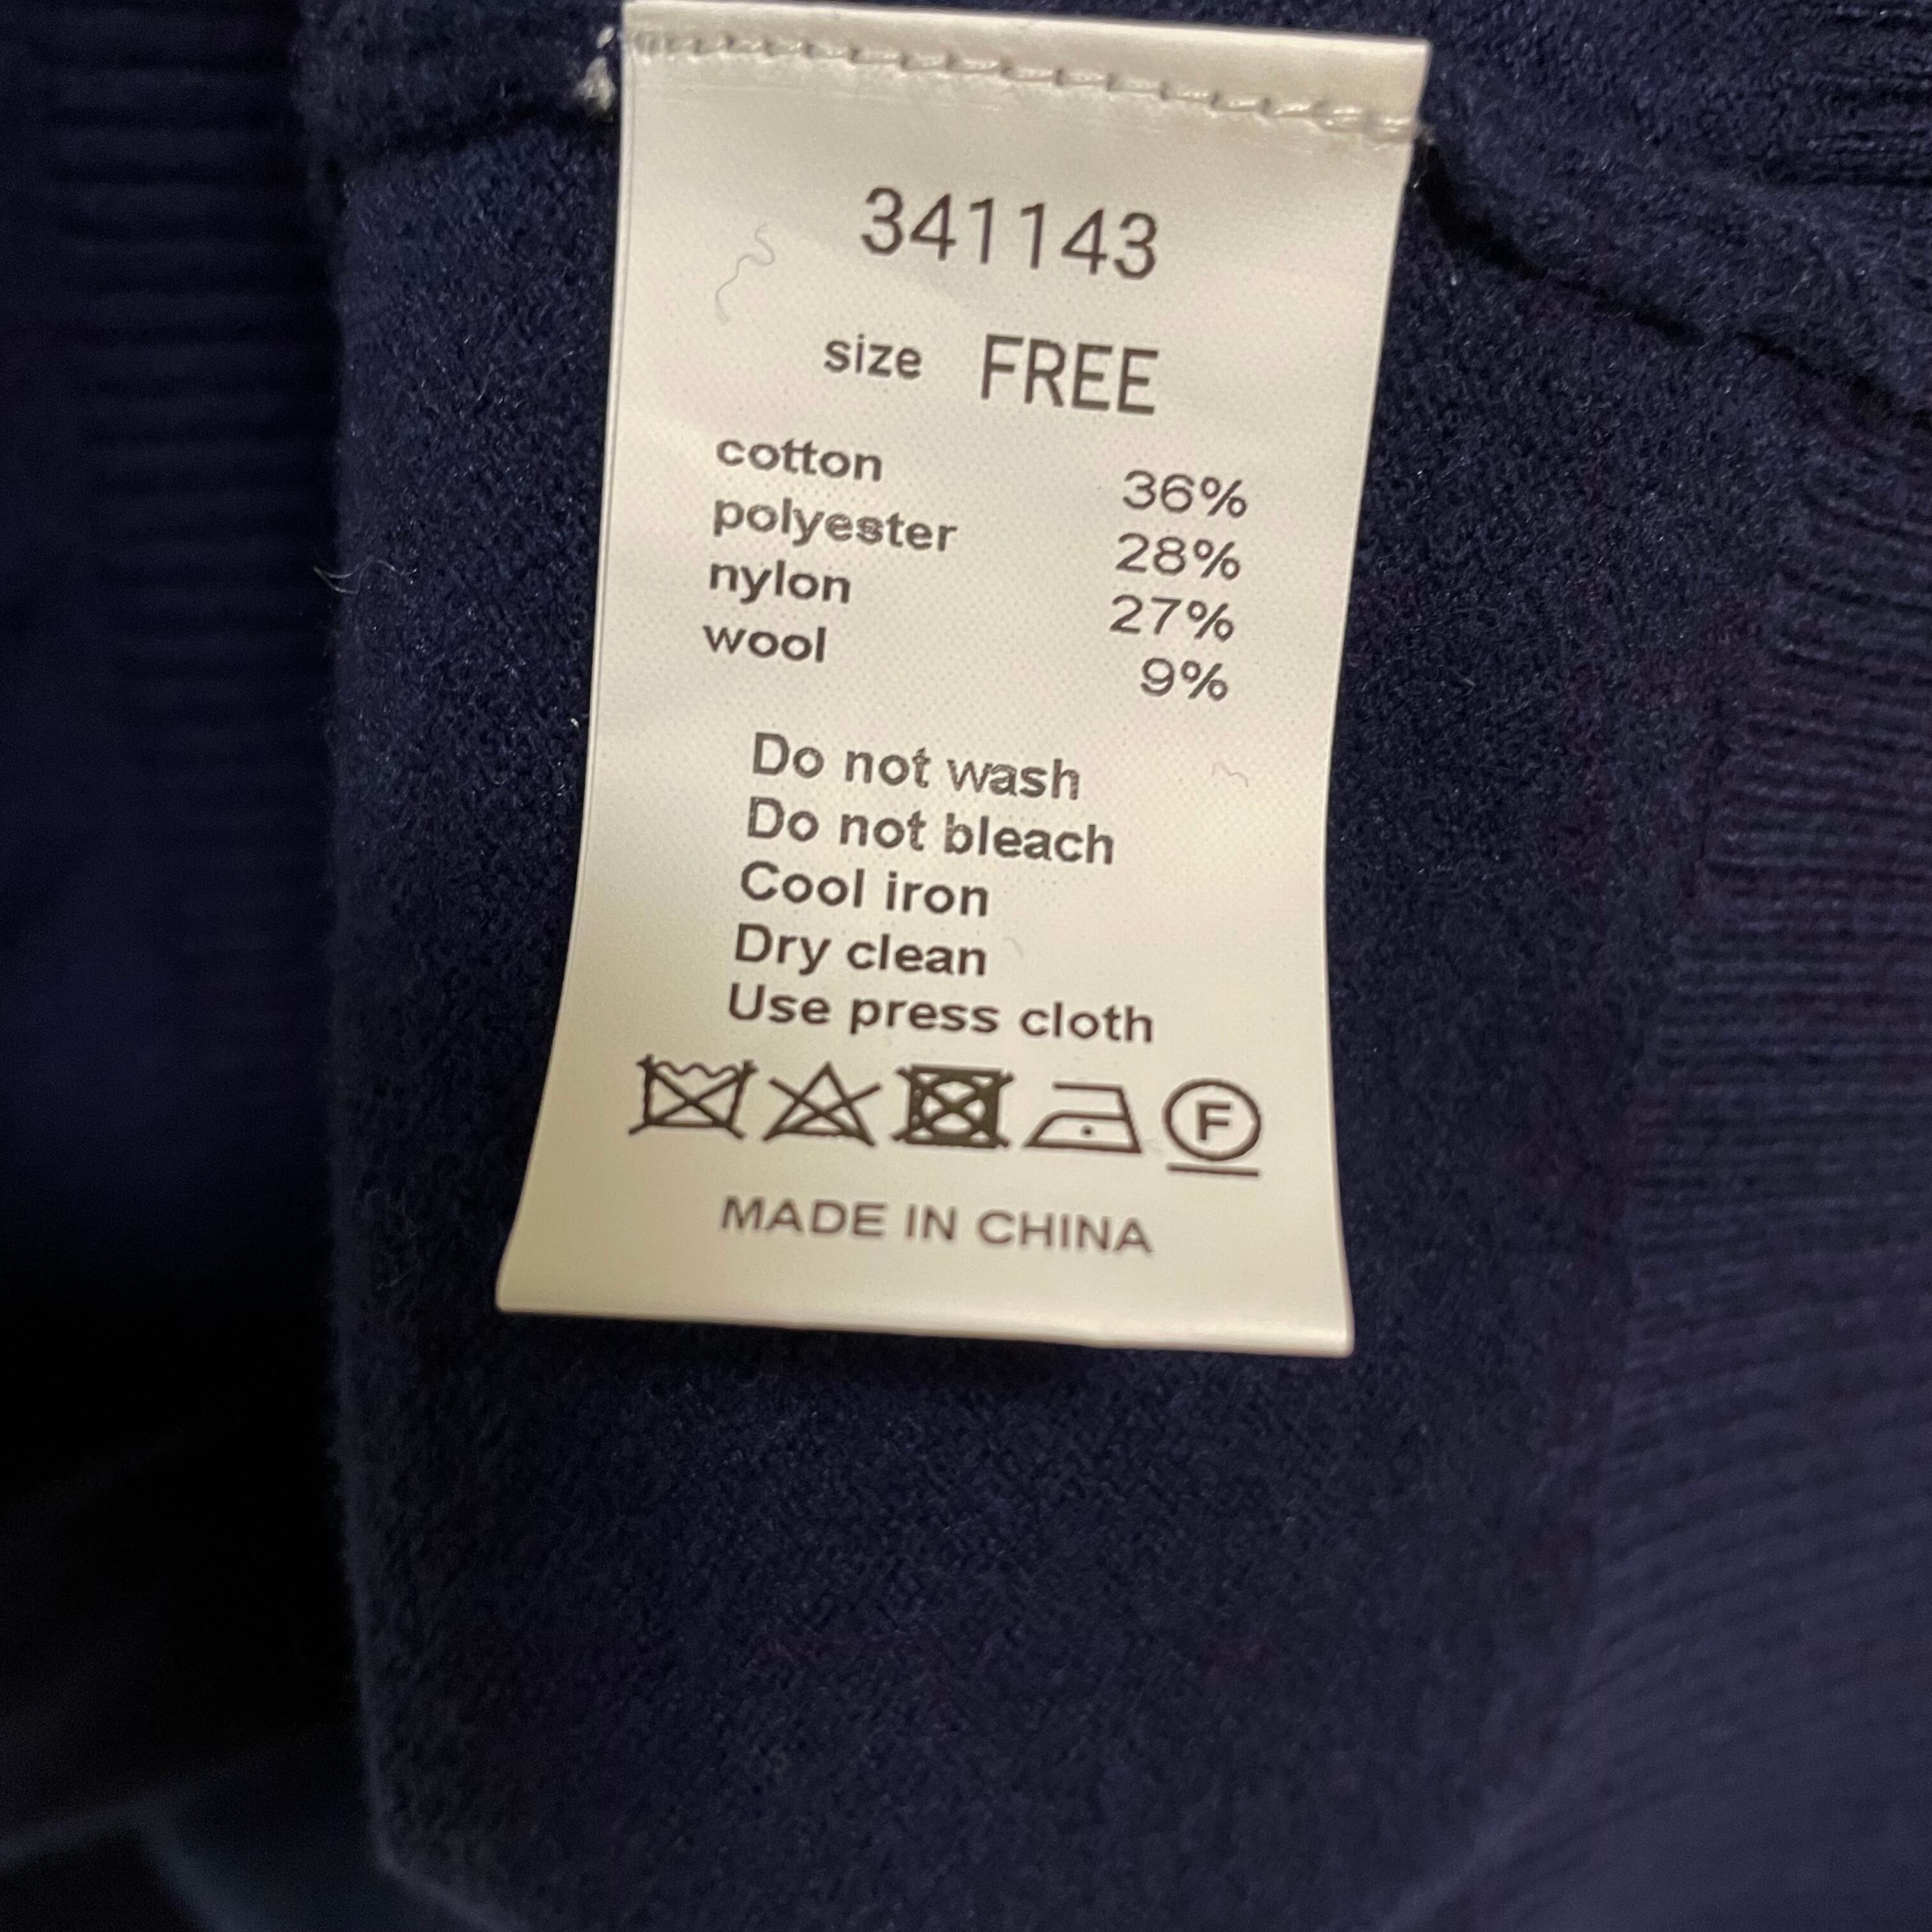 341143
size FREE
cotton 36%
polyester 28%
nylon 27%
wool 9%
Do not wash
Do not bleach
Cool iron
Dry clean
Use press cloth
F
MADE IN CHINA